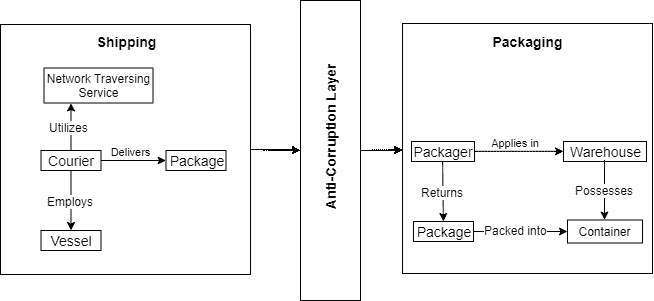 Shipping
Network Traversing
Service
Utilizes
Courier
Delivers
Package
Employs
Vessel
Anti-Corruption Layer
Packaging
Packager
Applies in
Warehouse
Returns
Possesses
Package
Packed into
Container